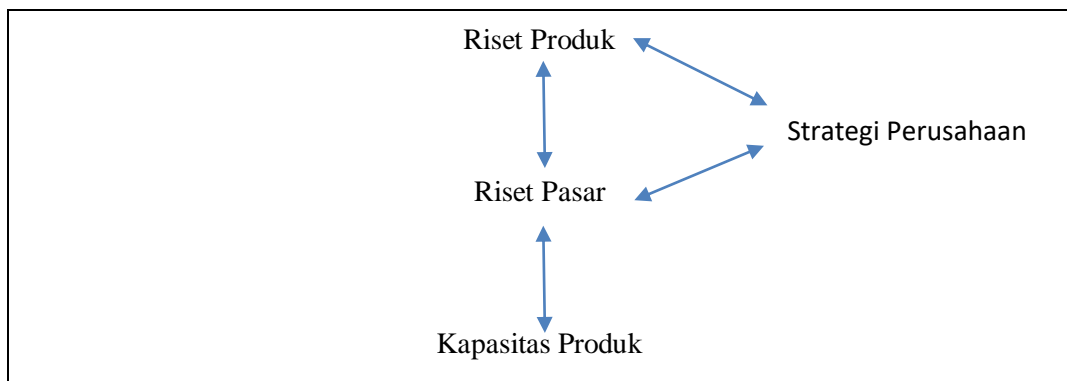 Riset Produk
Strategi Perusahaan
Riset Pasar
Kapasitas Produk